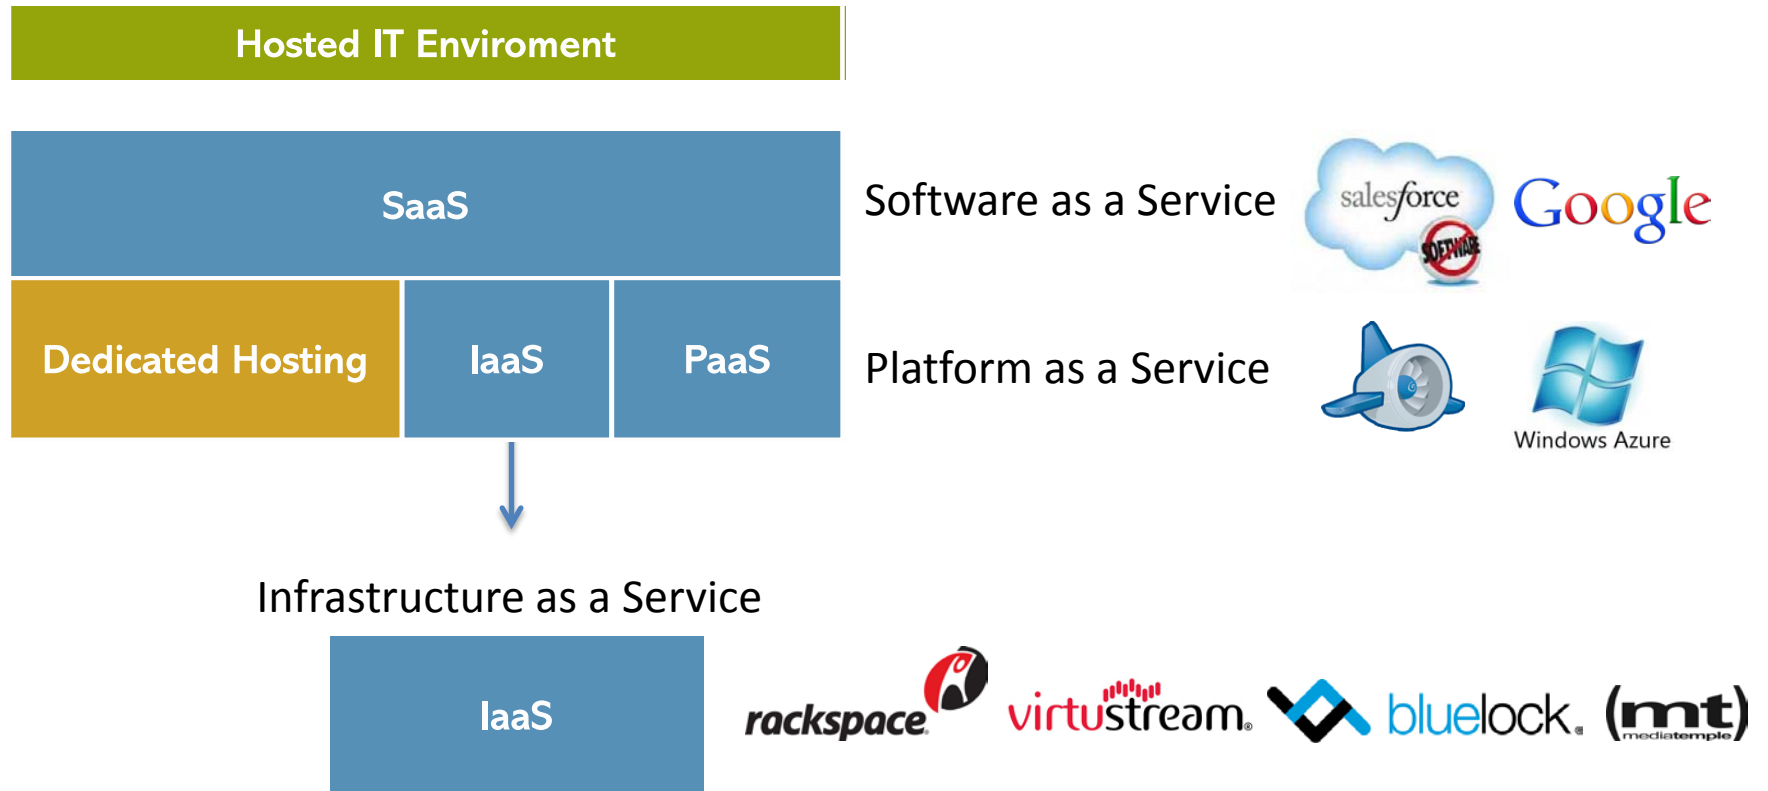 Hosted IT Enviroment
SaaS
Software as a Service
salesforce
SOFTWARE
Google
Dedicated Hosting
IaaS
PaaS
Platform as a Service
Windows Azure
Infrastructure as a Service
IaaS
rackspace
virtustream
bluelock
(mt)
mediatemple